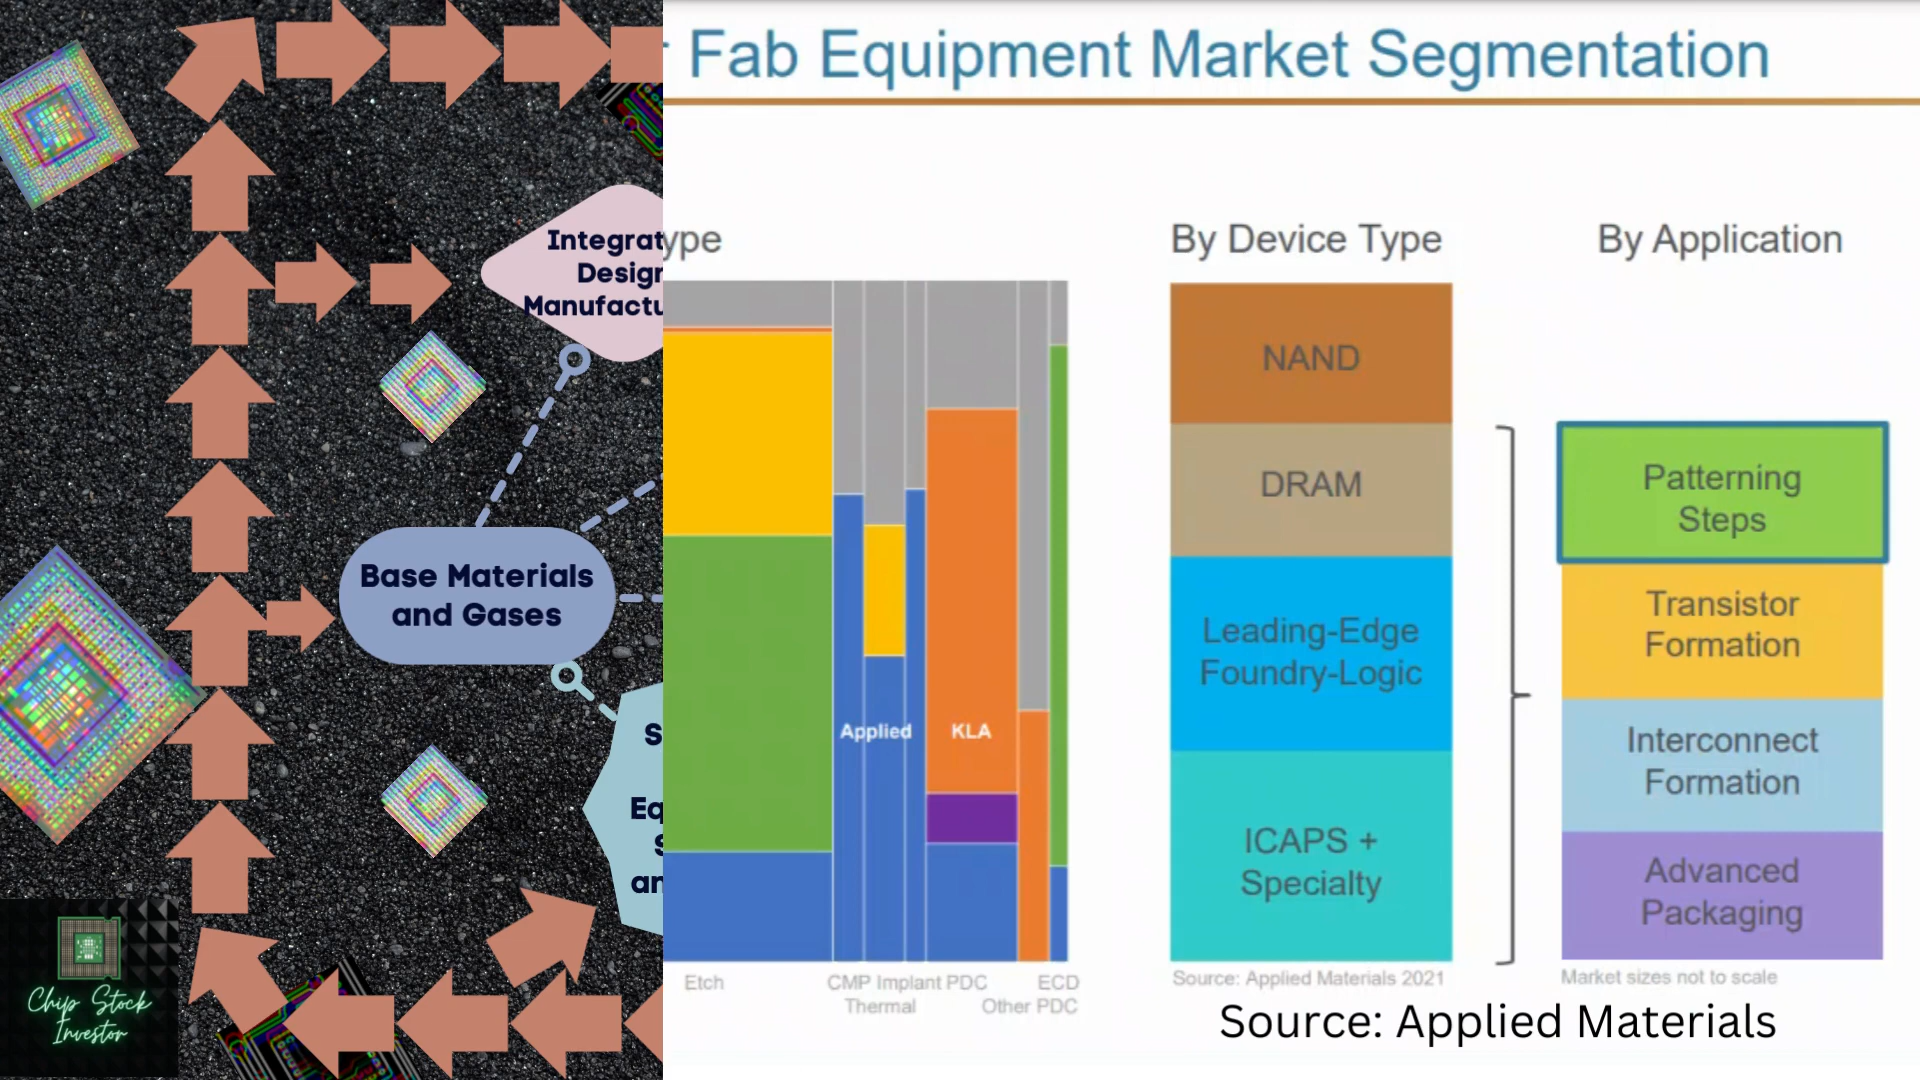 Fab Equipment Market Segmentation
Integrat
Design
Manufactu
Base Materials
and Gases
S
Eq
S
an
Chip Stock
Investor
ype
By Device Type
By Application
NAND
DRAM
Leading-Edge
Foundry-Logic
ICAPS +
Specialty
Patterning
Steps
Transistor
Formation
Interconnect
Formation
Advanced
Packaging
Applied
KLA
Etch
CMP Implant PDC
ECD
Thermal
Other PDC
Source: Applied Materials 2021
Market sizes not to scale
Source: Applied Materials